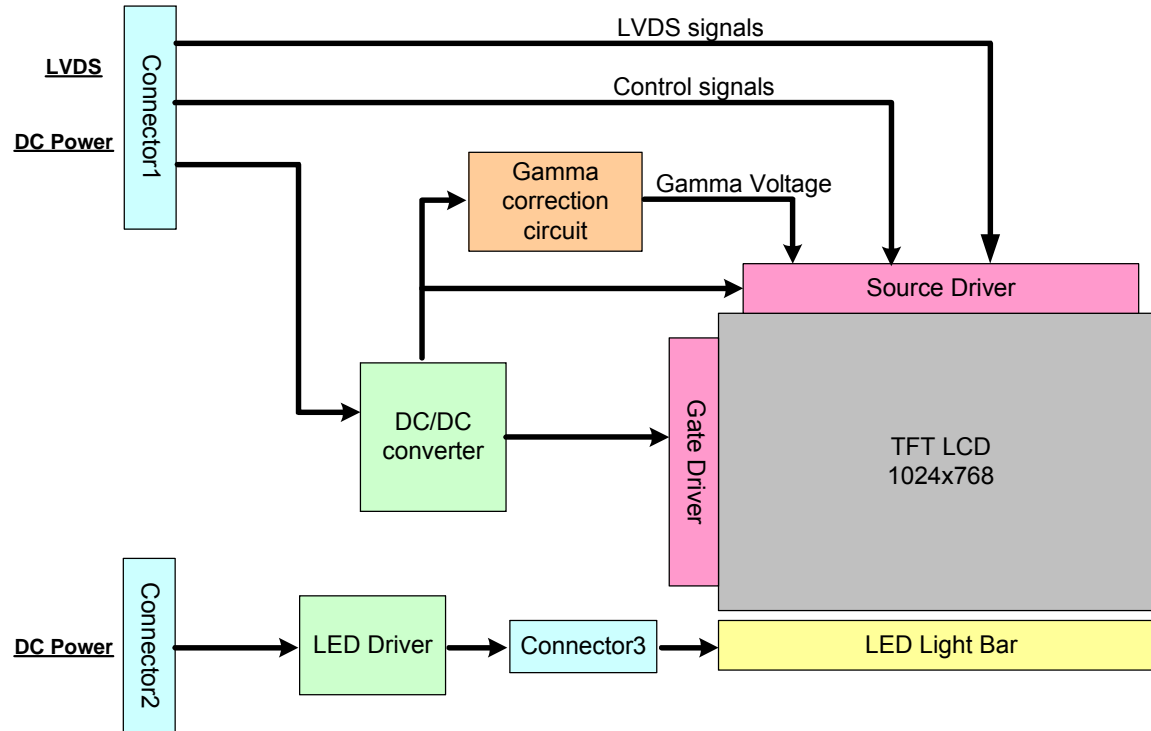 LVDS signals
LVDS
Connector1
Control signals
DC Power
Gamma
correction
circuit
Gamma Voltage
Source Driver
DC/DC
converter
Gate Driver
TFT LCD
1024x768
DC Power
Connector2
LED Driver
Connector3
LED Light Bar